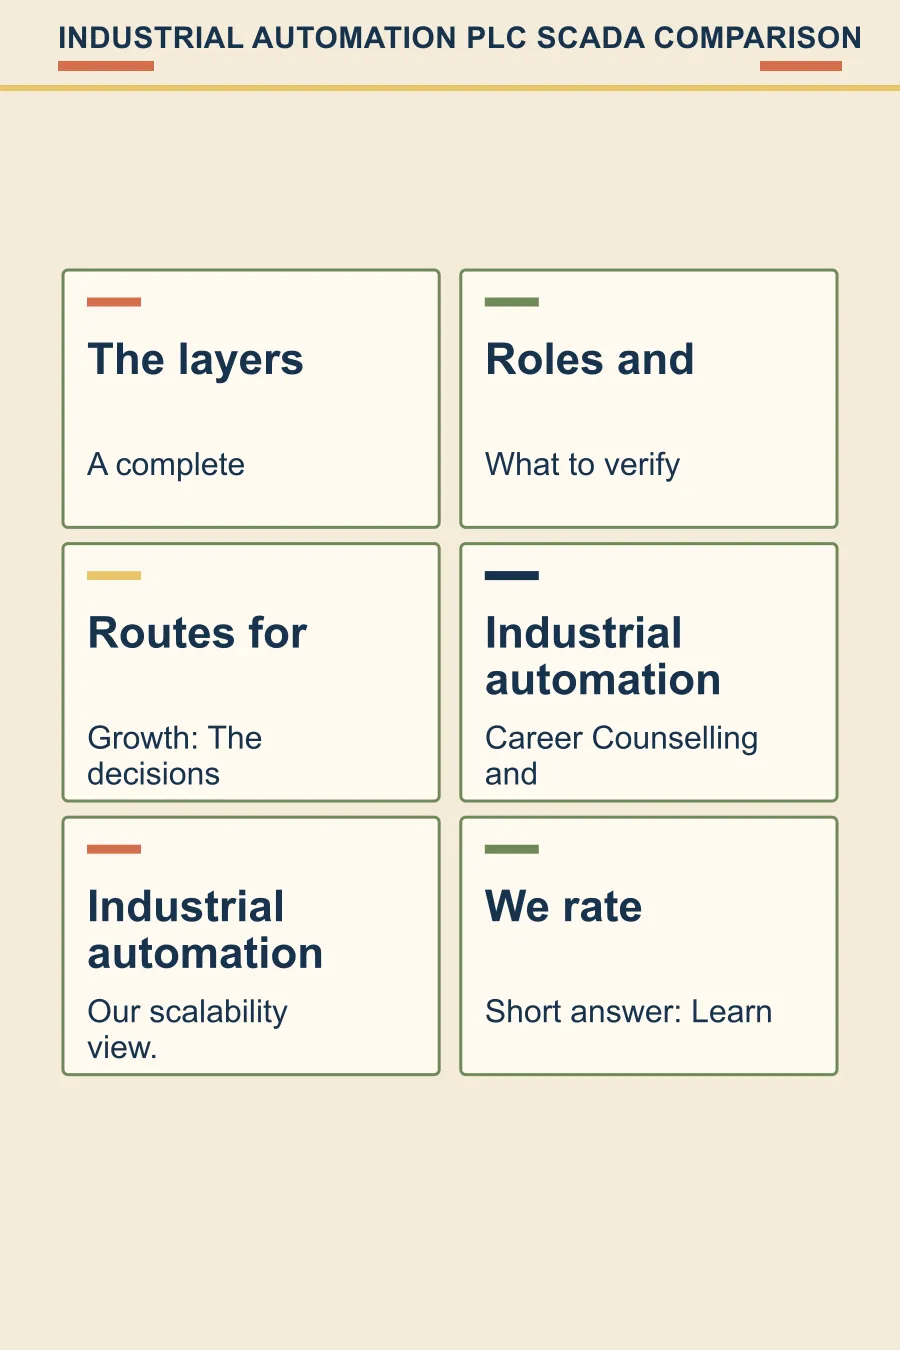 INDUSTRIAL AUTOMATION PLC SCADA COMPARISON
The layers
A complete
Roles and
What to verify
Routes for
Growth: The
decisions
Industrial
automation
Career Counselling
and
Industrial
automation
Our scalability
view.
We rate
Short answer: Learn